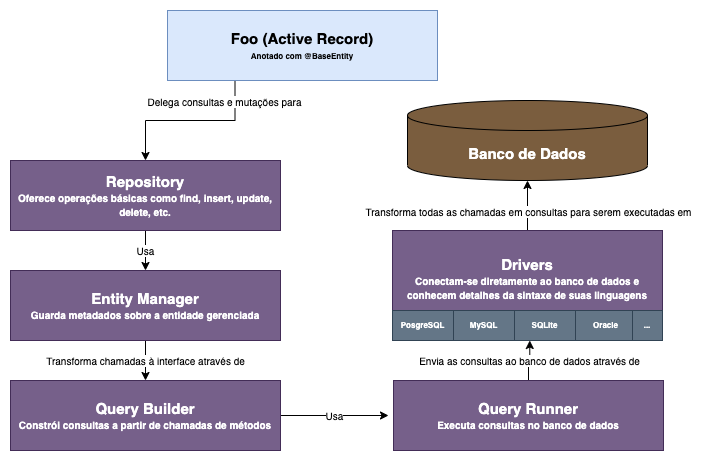 Foo (Active Record)
Anotado com @BaseEntity
Delega consultas e mutações para
Repository
Oferece operações básicas como find, insert, update,
delete, etc.
Usa
Entity Manager
Guarda metadados sobre a entidade gerenciada
Transforma chamadas à interface através de
Query Builder
Constrói consultas a partir de chamadas de métodos
Usa
Query Runner
Executa consultas no banco de dados
Envia as consultas ao banco de dados através de
Drivers
Conectam-se diretamente ao banco de dados e
conhecem detalhes da sintaxe de suas linguagens
PosgreSQL
MySQL
SQLite
Oracle
...
Transforma todas as chamadas em consultas para serem executadas em
Banco de Dados